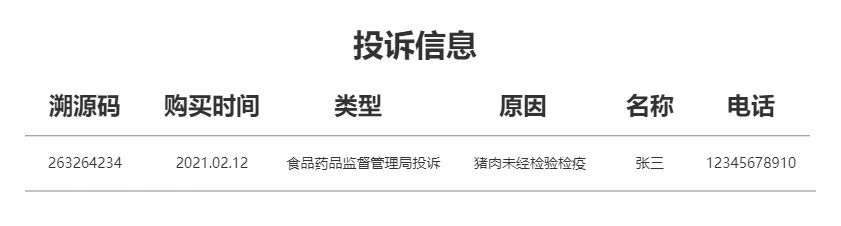 投诉信息
溯源码 购买时间 类型 原因 名称 电话
263264234 2021.02.12 食品药品监督管理局投诉 猪肉未经检验检疫 张三 12345678910